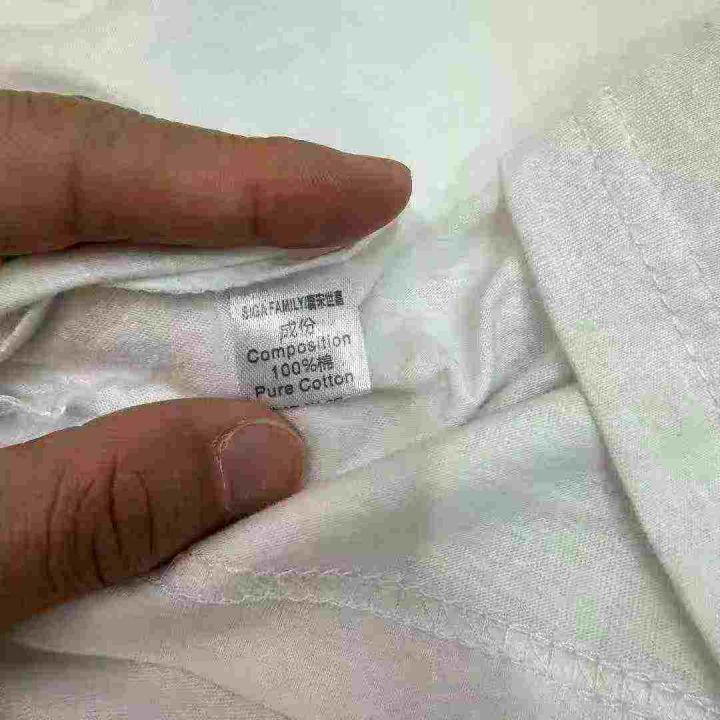 SIGA FAMILY
成份
Composition
100%棉
Pure Cotton